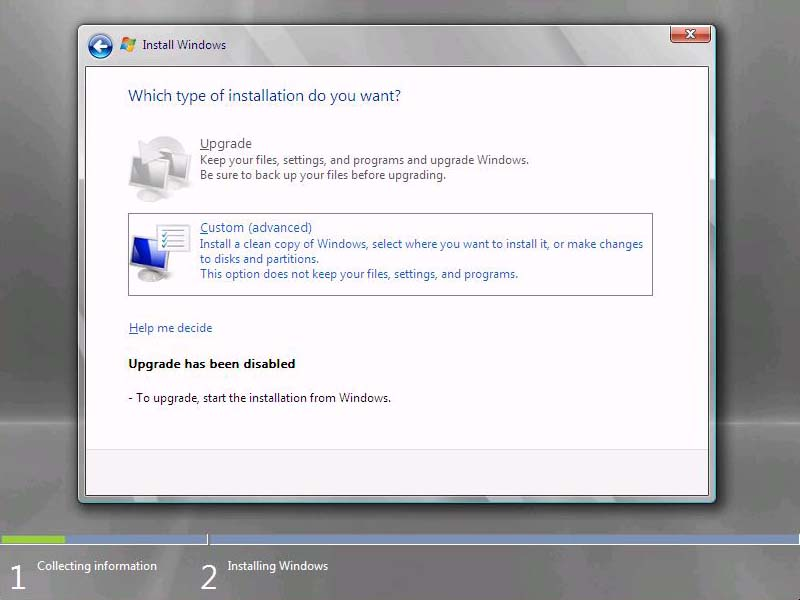 Install Windows
Which type of installation do you want?
Upgrade
Keep your files, settings, and programs and upgrade Windows.
Be sure to back up your files before upgrading.
Custom (advanced)
Install a clean copy of Windows, select where you want to install it, or make changes
to disks and partitions.
This option does not keep your files, settings, and programs.
Help me decide
Upgrade has been disabled
- To upgrade, start the installation from Windows.
1 Collecting information
2 Installing Windows